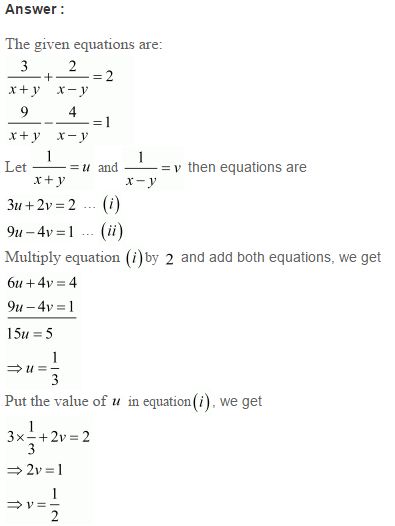 Answer :
The given equations are:
3/(x + y) + 2/(x − y) = 2
9/(x + y) − 4/(x − y) = 1
Let 1/(x + y) = u and 1/(x − y) = v then equations are
3u + 2v = 2 ... (i)
9u − 4v = 1 ... (ii)
Multiply equation (i) by 2 and add both equations, we get
6u + 4v = 4
9u − 4v = 1
15u = 5
⇒ u = 1/3
Put the value of u in equation (i), we get
3 × 1/3 + 2v = 2
⇒ 2v = 1
⇒ v = 1/2